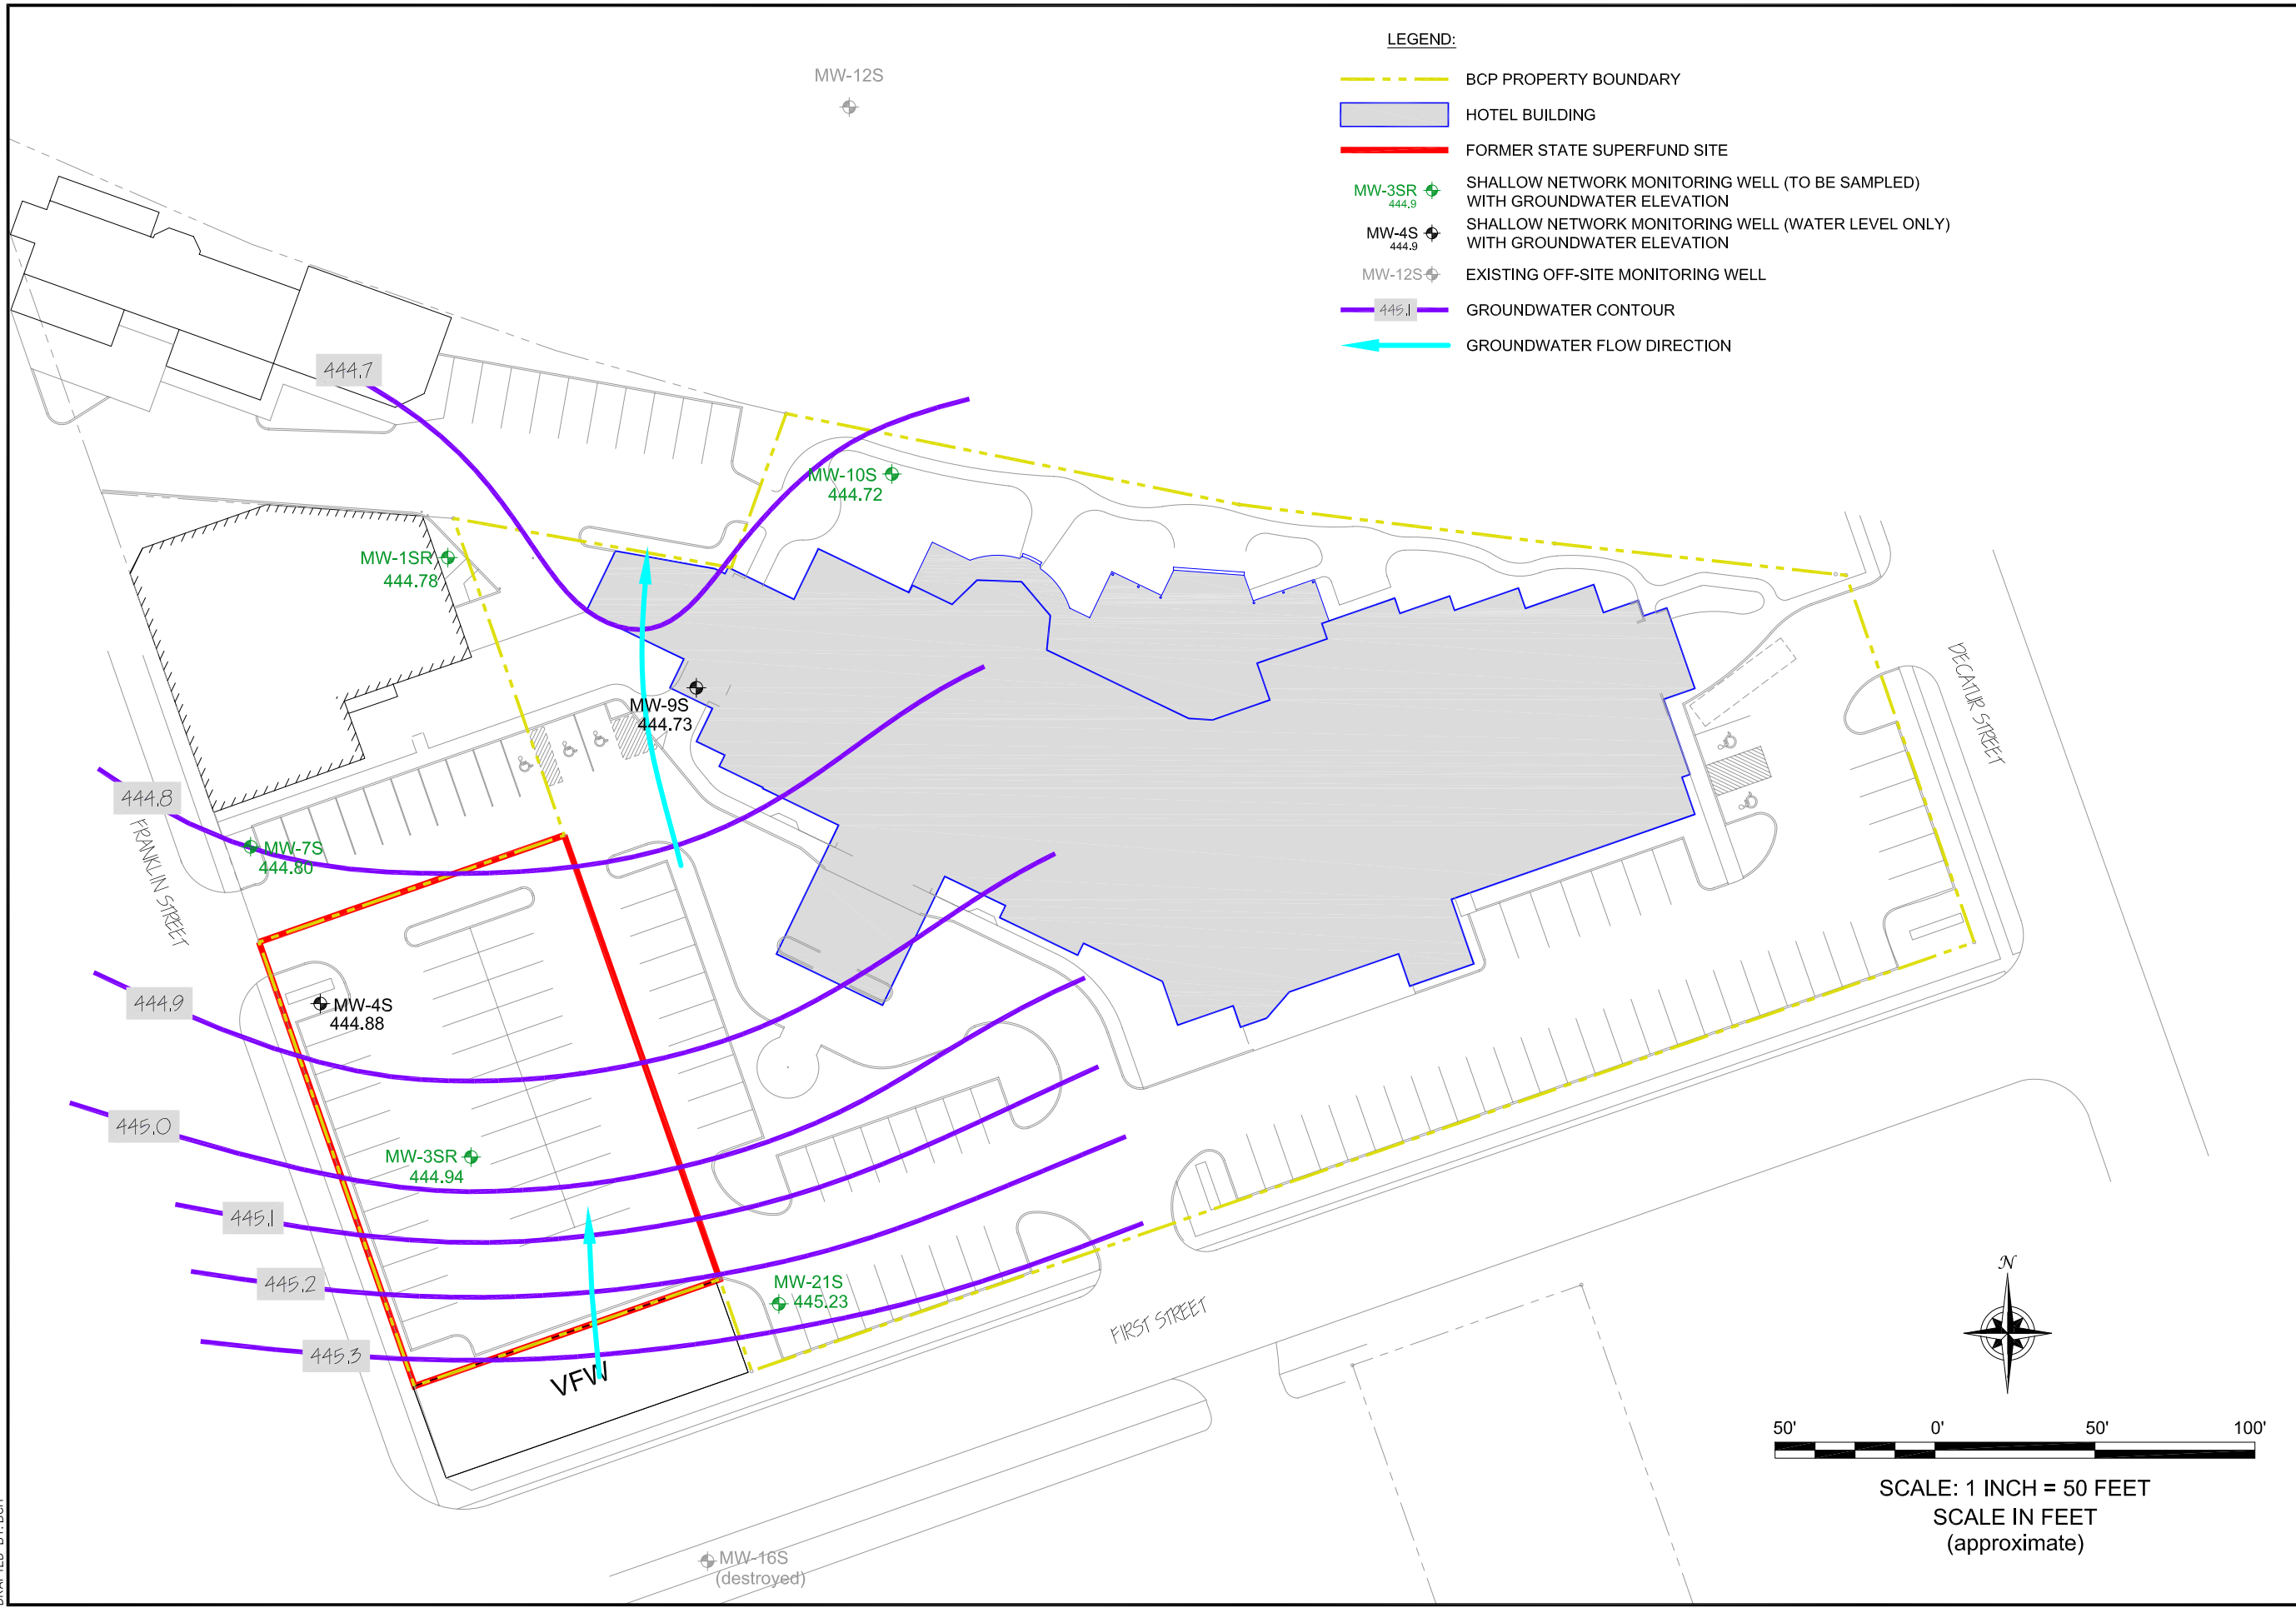 LEGEND:
BCP PROPERTY BOUNDARY
HOTEL BUILDING
FORMER STATE SUPERFUND SITE
MW-3SR
444.9
SHALLOW NETWORK MONITORING WELL (TO BE SAMPLED)
WITH GROUNDWATER ELEVATION
MW-4S
444.9
SHALLOW NETWORK MONITORING WELL (WATER LEVEL ONLY)
WITH GROUNDWATER ELEVATION
MW-12S
EXISTING OFF-SITE MONITORING WELL
445.1
GROUNDWATER CONTOUR
GROUNDWATER FLOW DIRECTION
MW-12S
444.7
MW-10S
444.72
MW-1SR
444.78
MW-9S
444.73
DECATUR STREET
444.8
FRANKLIN STREET
MW-7S
444.80
444.9
MW-4S
444.88
445.0
MW-3SR
444.94
445.1
445.2
MW-21S
445.23
445.3
VFW
FIRST STREET
N
50'
0'
50'
100'
SCALE: 1 INCH = 50 FEET
SCALE IN FEET
(approximate)
MW-16S
(destroyed)